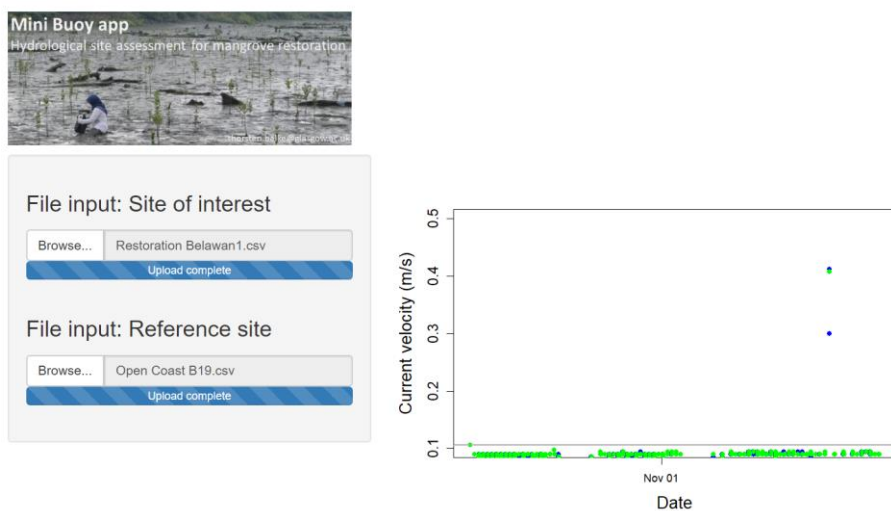 Mini Buoy app
Hydrological site assessment for mangrove restoration
File input: Site of interest
Browse... Restoration Belawan1.csv
Upload complete
File input: Reference site
Browse... Open Coast B19.csv
Upload complete
Current velocity (m/s)
0.5
0.4
0.3
0.2
0.1
Nov 01
Date